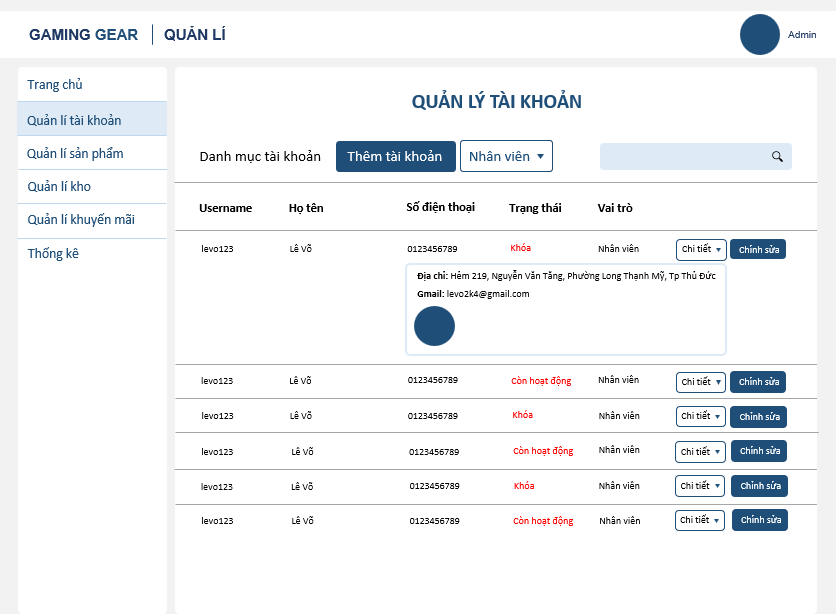 GAMING GEAR | QUẢN LÍ
Admin
Trang chủ
Quản lí tài khoản
Quản lí sản phẩm
Quản lí kho
Quản lí khuyến mãi
Thống kê
QUẢN LÝ TÀI KHOẢN
Danh mục tài khoản Thêm tài khoản Nhân viên
Username Họ tên Số điện thoại Trạng thái Vai trò
levo123 Lê Võ 0123456789 Khóa Nhân viên Chi tiết Chỉnh sửa
Địa chỉ: Hẻm 219, Nguyễn Văn Tăng, Phường Long Thạnh Mỹ, Tp Thủ Đức
Gmail: levo2k4@gmail.com
levo123 Lê Võ 0123456789 Còn hoạt động Nhân viên Chi tiết Chỉnh sửa
levo123 Lê Võ 0123456789 Khóa Nhân viên Chi tiết Chỉnh sửa
levo123 Lê Võ 0123456789 Còn hoạt động Nhân viên Chi tiết Chỉnh sửa
levo123 Lê Võ 0123456789 Khóa Nhân viên Chi tiết Chỉnh sửa
levo123 Lê Võ 0123456789 Còn hoạt động Nhân viên Chi tiết Chỉnh sửa